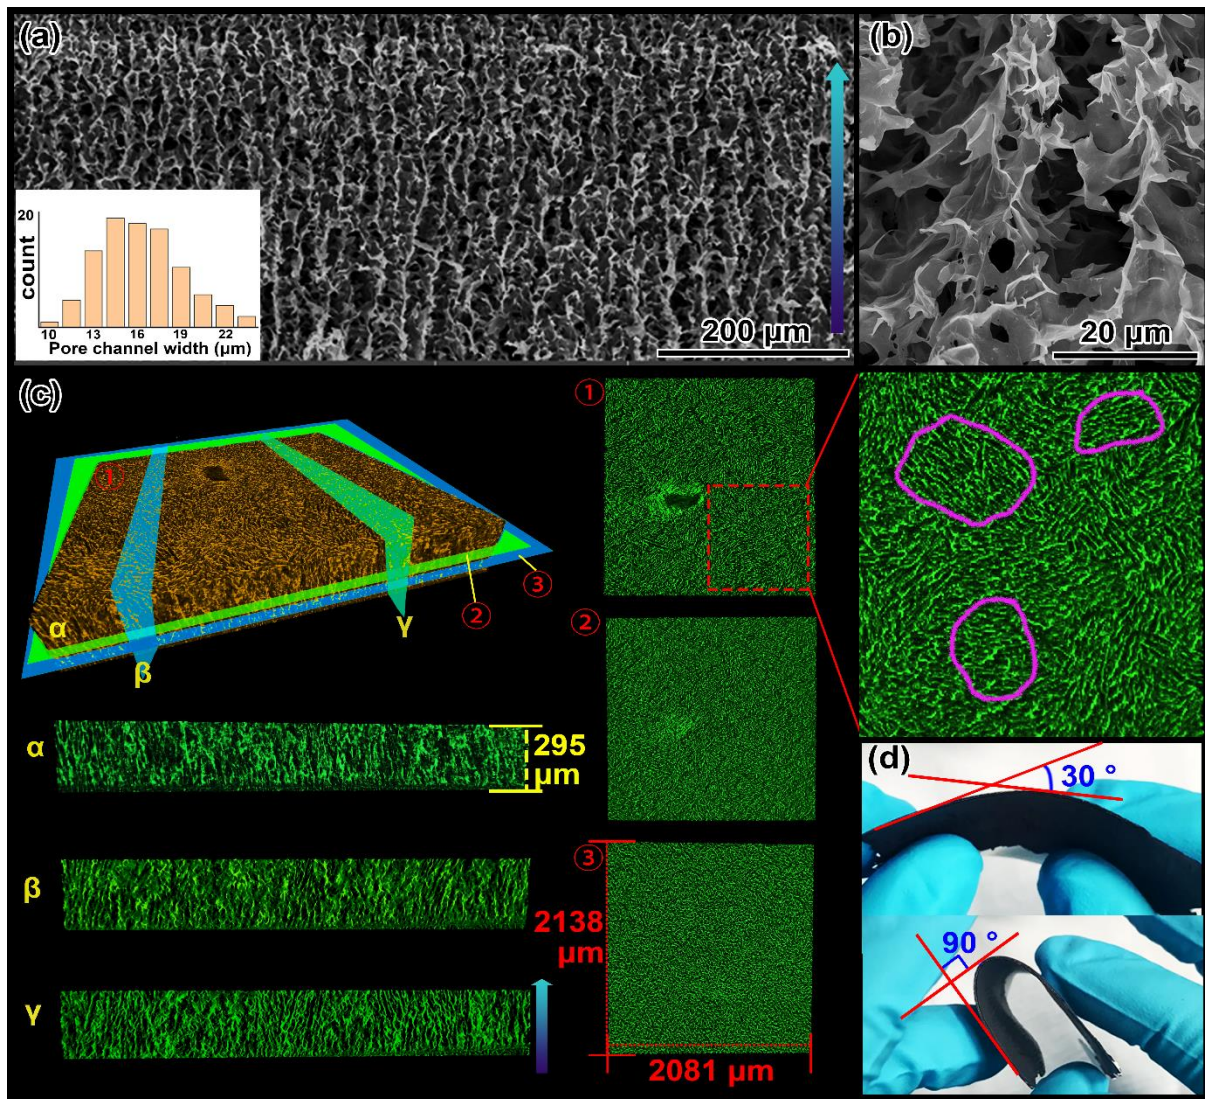 (a)
20
count
10 13 16 19 22
Pore channel width (μm)
200 μm
(b)
20 μm
(c)
①
②
③
α
β
γ
α
295
μm
β
γ
①
②
③
2138
μm
2081 μm
(d)
30 °
90 °